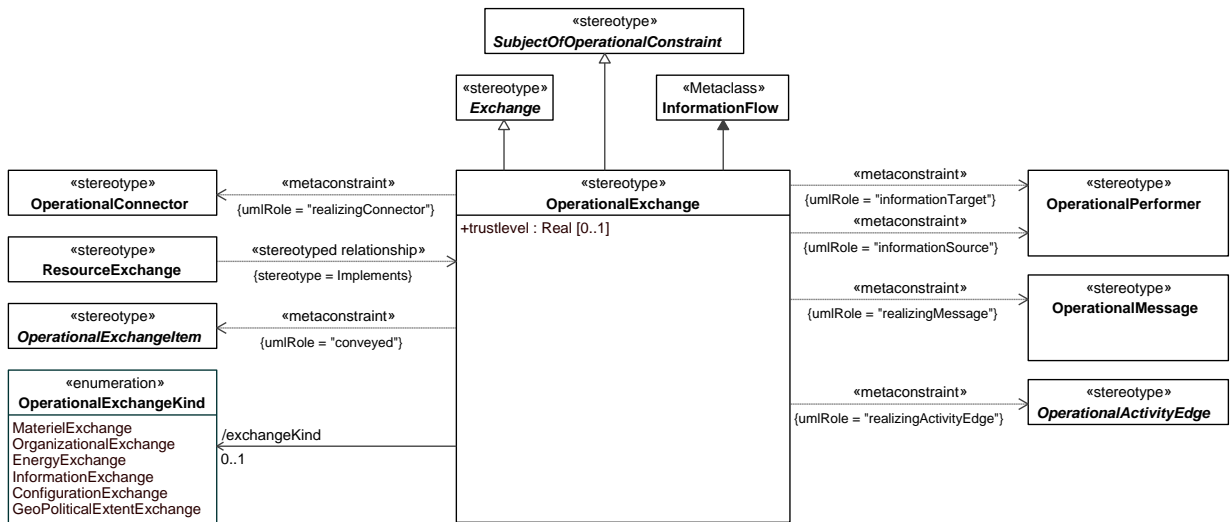 «stereotype»
SubjectOfOperationalConstraint
«stereotype»
Exchange
«Metaclass»
InformationFlow
«stereotype»
OperationalConnector
«metaconstraint»
{umlRole = "realizingConnector"}
«stereotype»
ResourceExchange
«stereotyped relationship»
{stereotype = Implements}
«stereotype»
OperationalExchangeItem
«metaconstraint»
{umlRole = "conveyed"}
«enumeration»
OperationalExchangeKind
MaterielExchange
OrganizationalExchange
EnergyExchange
InformationExchange
ConfigurationExchange
GeoPoliticalExtentExchange
/exchangeKind
0..1
«stereotype»
OperationalExchange
+trustlevel : Real [0..1]
«metaconstraint»
{umlRole = "informationTarget"}
«metaconstraint»
{umlRole = "informationSource"}
«stereotype»
OperationalPerformer
«metaconstraint»
{umlRole = "realizingMessage"}
«stereotype»
OperationalMessage
«metaconstraint»
{umlRole = "realizingActivityEdge"}
«stereotype»
OperationalActivityEdge